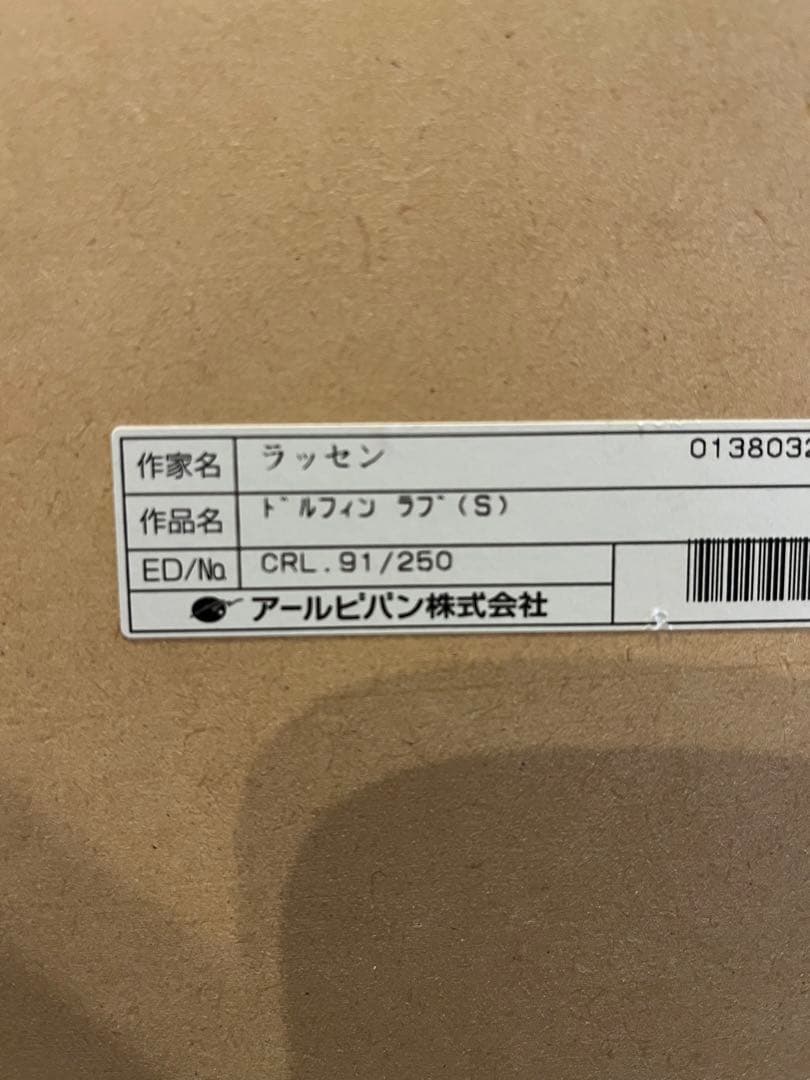 作家名 ラッセン 0138032
作品名 ドルフィン ラブ(S)
ED/No CRL.91/250
アールビバン株式会社